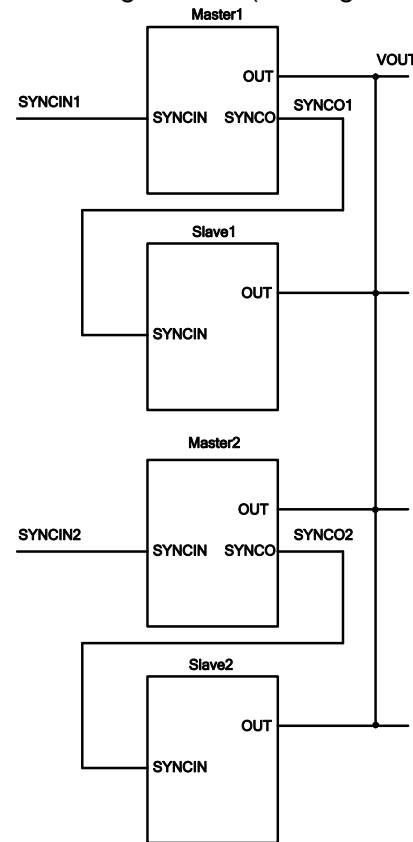 Master1
OUT
VOUT
SYNCIN1
SYNCIN
SYNCO
SYNCO1
Slave1
OUT
SYNCIN
Master2
OUT
SYNCIN2
SYNCIN
SYNCO
SYNCO2
Slave2
OUT
SYNCIN